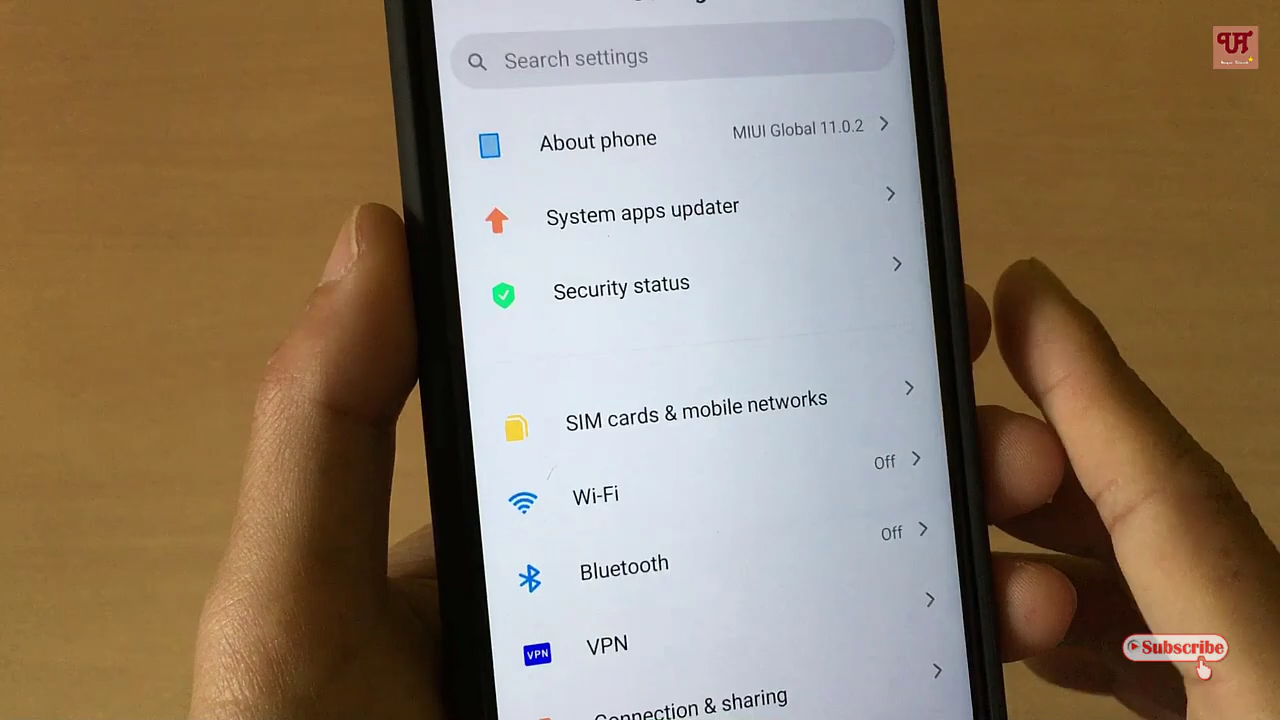 Search settings
About phone MIUI Global 11.0.2
System apps updater
Security status
SIM cards & mobile networks
Wi-Fi Off
Bluetooth Off
VPN
VPN
Connection & sharing
Subscribe